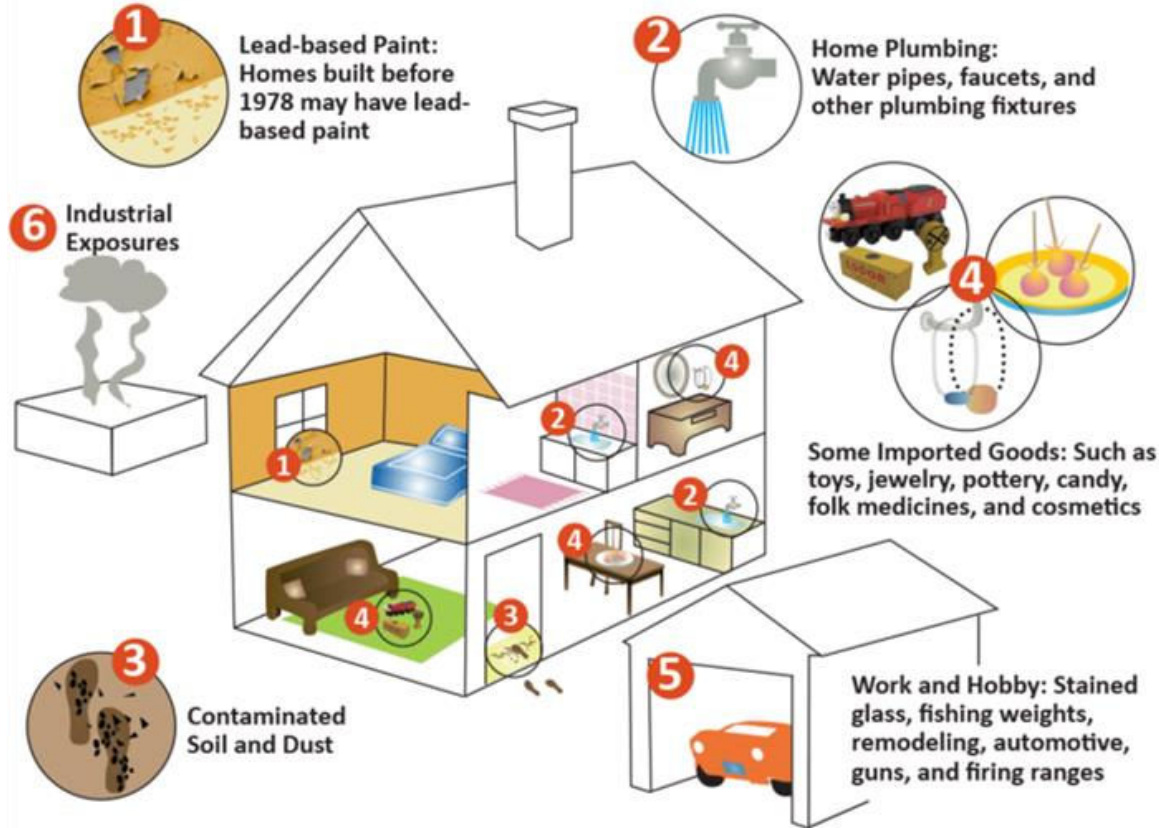 1
Lead-based Paint:
Homes built before
1978 may have lead-
based paint
2
Home Plumbing:
Water pipes, faucets, and
other plumbing fixtures
6
Industrial
Exposures
4
Some Imported Goods: Such as
toys, jewelry, pottery, candy,
folk medicines, and cosmetics
4
2
1
2
4
4
3
3
Contaminated
Soil and Dust
5
Work and Hobby: Stained
glass, fishing weights,
remodeling, automotive,
guns, and firing ranges